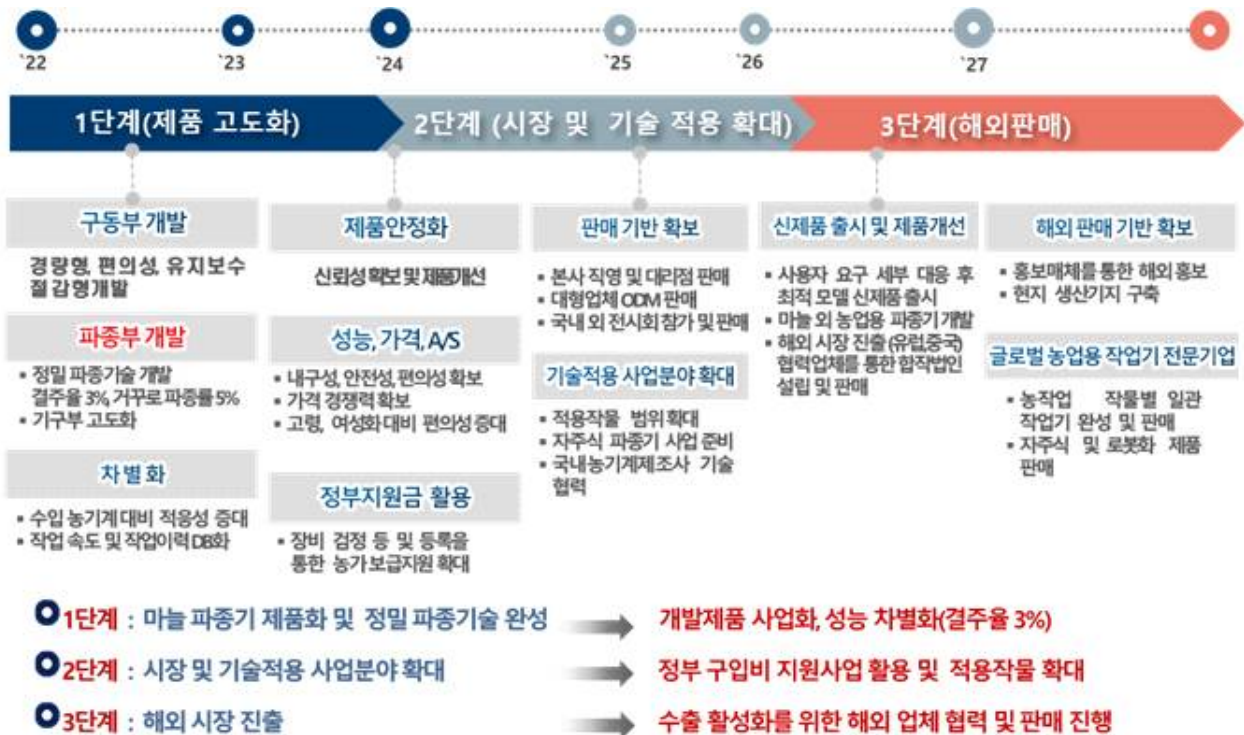 `22
`23
`24
`25
`26
`27
1단계(제품 고도화)
2단계 (시장 및 기술 적용 확대)
3단계(해외판매)
구동부 개발
경량형, 편의성, 유지보수
절감형개발
파종부 개발
▪ 정밀 파종기술 개발
결주율 3%, 거꾸로 파종률 5%
▪ 기구부 고도화
차별화
▪ 수입 농기계 대비 적응성 증대
▪ 작업 속도 및 작업이력 DB화
제품안정화
신뢰성 확보 및 제품개선
성능, 가격, A/S
▪ 내구성, 안전성, 편의성 확보
▪ 가격 경쟁력 확보
▪ 고령, 여성화 대비 편의성 증대
정부지원금 활용
▪ 장비 검정 등 및 등록을
통한 농가 보급지원 확대
판매 기반 확보
▪ 본사 직영 및 대리점 판매
▪ 대형업체 ODM 판매
▪ 국내 외 전시회 참가 및 판매
기술적용 사업분야 확대
▪ 적용작물 범위 확대
▪ 자주식 파종기 사업 준비
▪ 국내 농기계 제조사 기술
협력
신제품 출시 및 제품개선
▪ 사용자 요구 세부 대응 후
최적 모델 신제품 출시
▪ 마늘 외 농업용 파종기 개발
▪ 해외 시장 진출 (유럽,중국)
협력업체를 통한 합작법인
설립 및 판매
해외 판매 기반 확보
▪ 홍보매체를 통한 해외 홍보
▪ 현지 생산기지 구축
글로벌 농업용 작업기 전문기업
▪ 농작업 작물별 일관
작업기 완성 및 판매
▪ 자주식 및 로봇화 제품
판매
1단계 : 마늘 파종기 제품화 및 정밀 파종기술 완성
개발제품 사업화, 성능 차별화(결주율 3%)
2단계 : 시장 및 기술적용 사업분야 확대
정부 구입비 지원사업 활용 및 적용작물 확대
3단계 : 해외 시장 진출
수출 활성화를 위한 해외 업체 협력 및 판매 진행